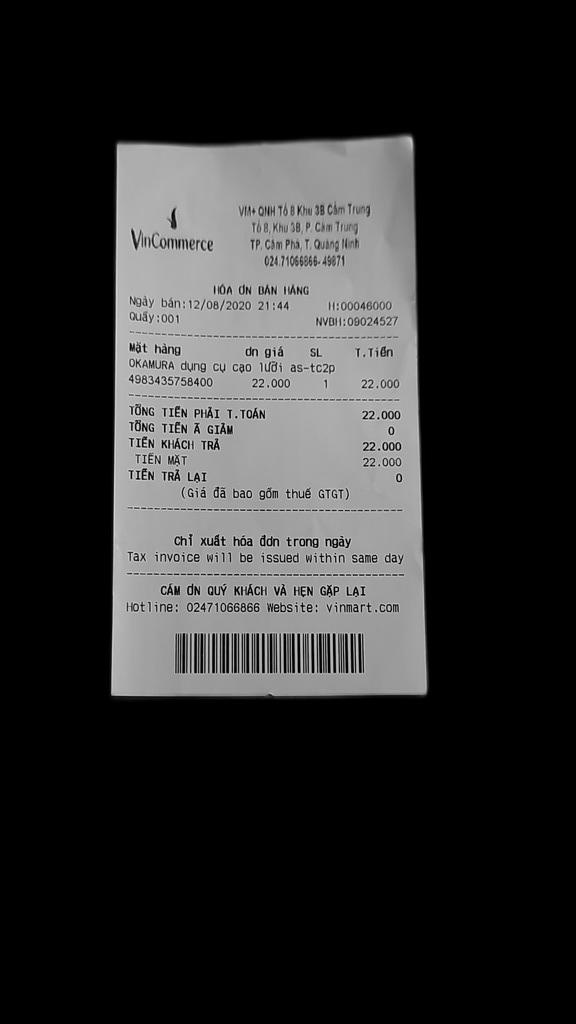 VinCommerce
VM+ QNH Tổ 8 Khu 3B Cẩm Trung
Tổ 8, Khu 3B, P. Cẩm Trung
TP. Cẩm Phả, T. Quảng Ninh
024.71066866-49871
HÓA ƠN BÁN HÀNG
Ngày bán:12/08/2020 21:44 H:00046000
Quầy:001 NVBH:09024527
Mặt hàng ơn giá SL T.Tiền
OKAMURA dụng cụ cạo lưỡi as-tc2p
4983435758400 22.000 1 22.000
TỔNG TIỀN PHẢI T.TOÁN 22.000
TỔNG TIỀN Ã GIẢM 0
TIỀN KHÁCH TRẢ 22.000
TIỀN MẶT 22.000
TIỀN TRẢ LẠI 0
(Giá đã bao gồm thuế GTGT)
Chỉ xuất hóa đơn trong ngày
Tax invoice will be issued within same day
CẢM ƠN QUÝ KHÁCH VÀ HẸN GẶP LẠI
Hotline: 02471066866 Website: vinmart.com